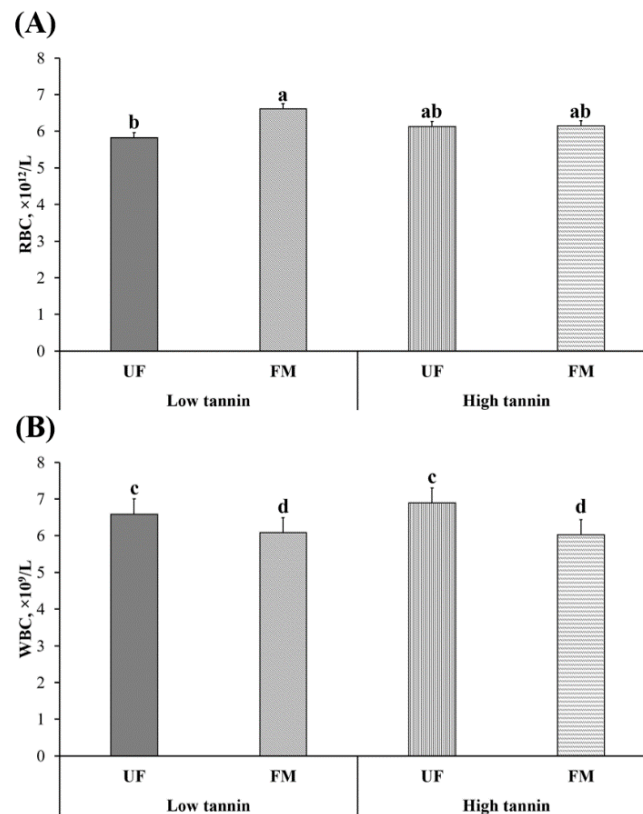 (A)
RBC, ×10¹²/L
8
7
6
5
4
3
2
1
0
b
a
ab
ab
UF FM UF FM
Low tannin High tannin
(B)
WBC, ×10⁹/L
8
7
6
5
4
3
2
1
0
c
d
c
d
UF FM UF FM
Low tannin High tannin